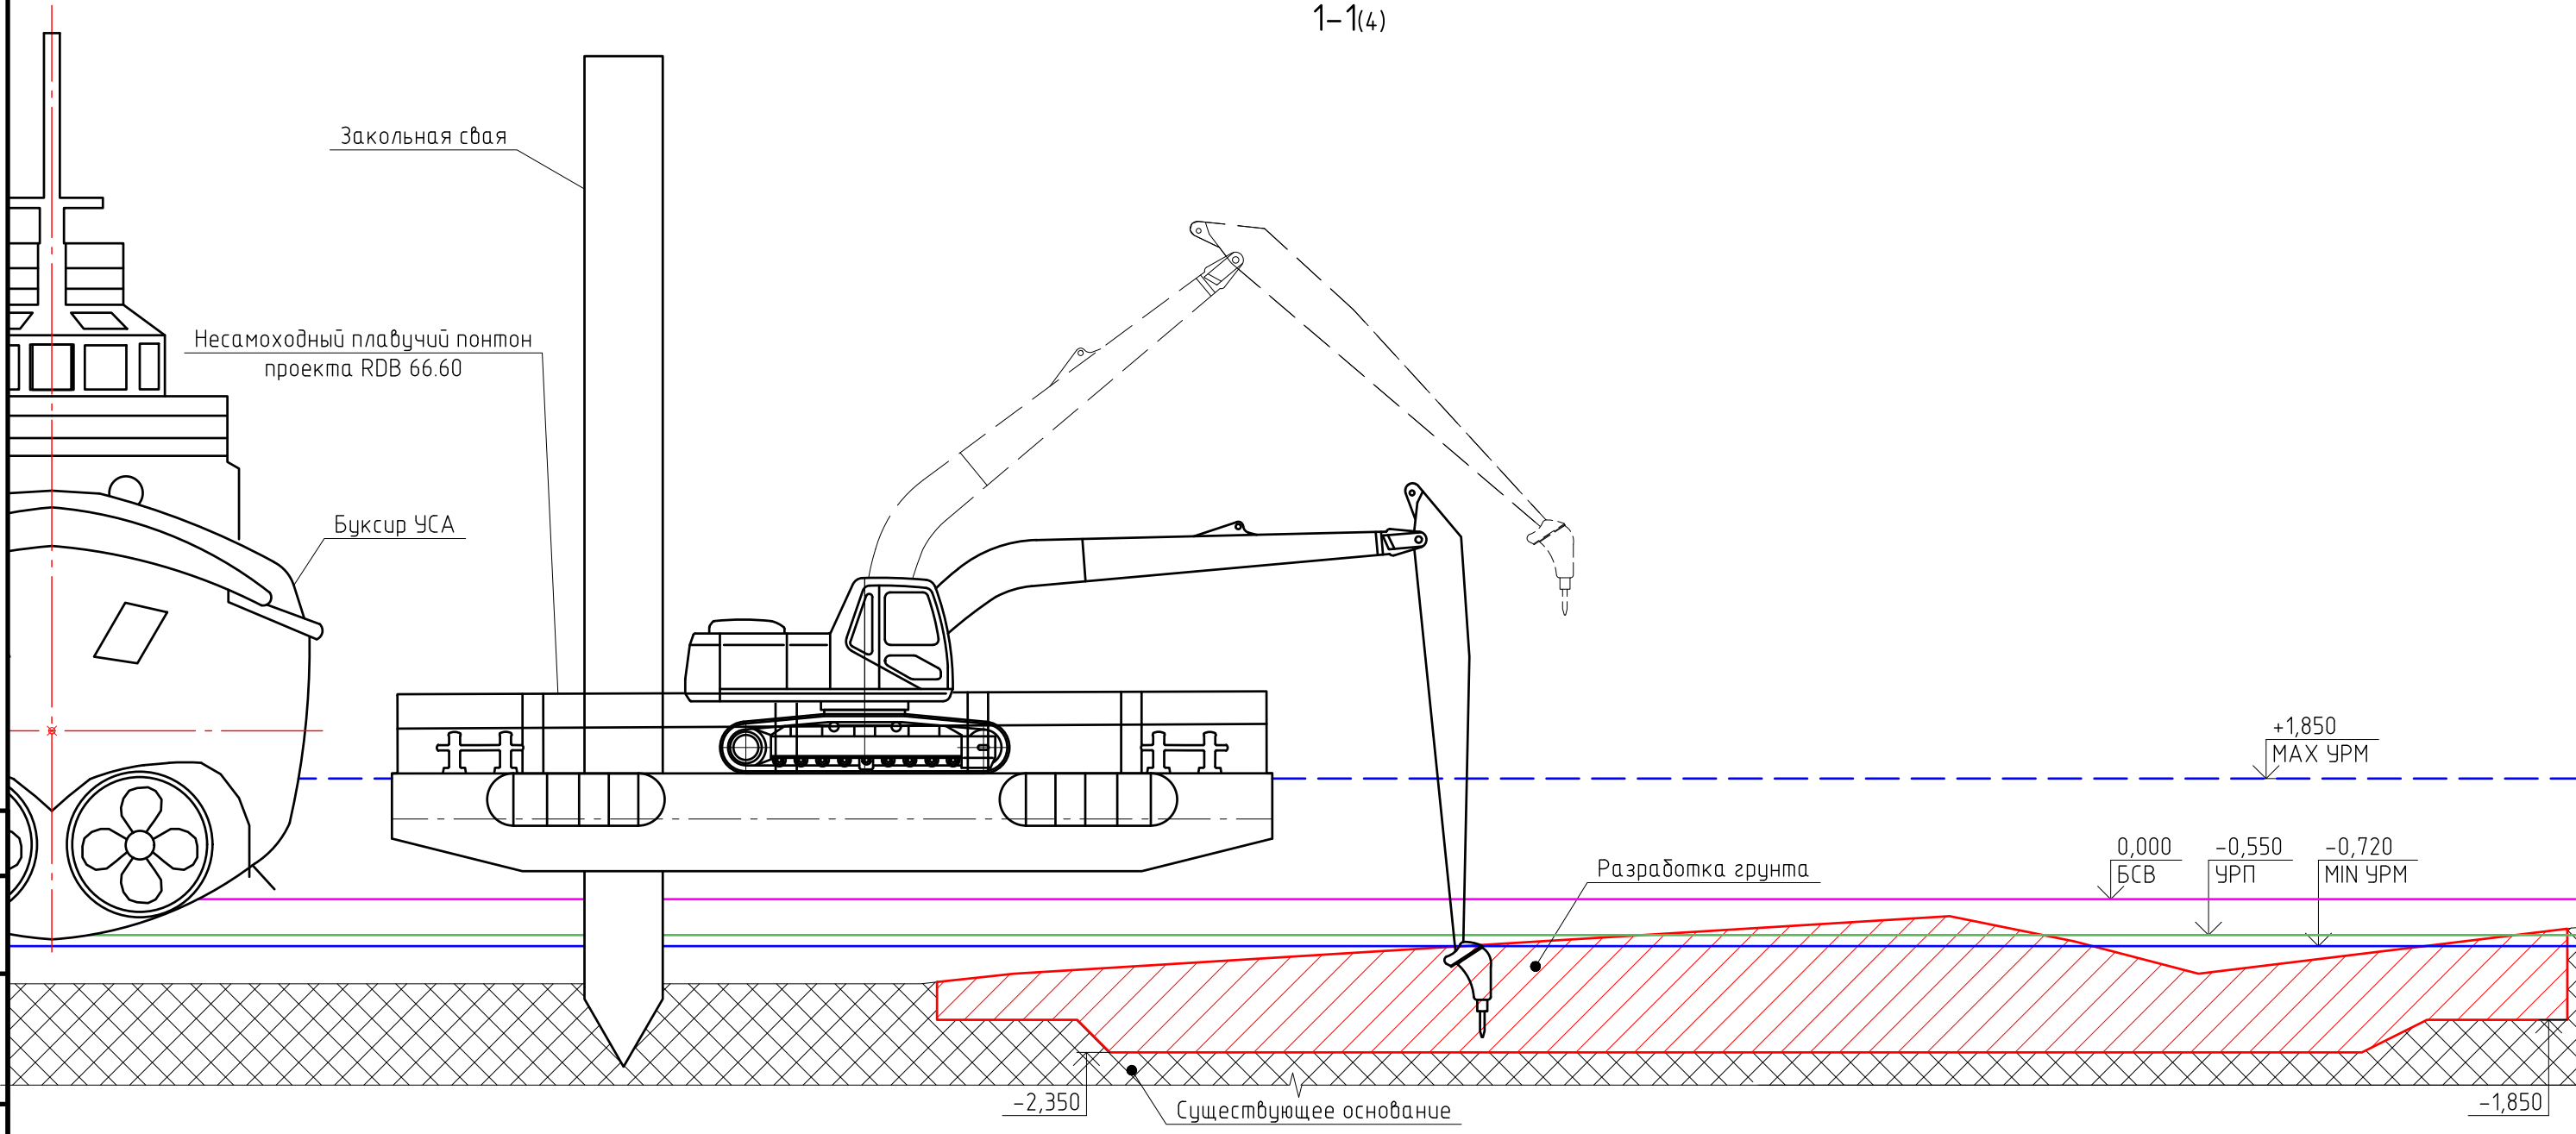 1-1(4)
Закольная свая
Несамоходный плавучий понтон
проекта RDB 66.60
Буксир УСА
+1,850
MAX УРМ
0,000
БСВ
-0,550
УРП
-0,720
MIN УРМ
Разработка грунта
-2,350
Существующее основание
-1,850